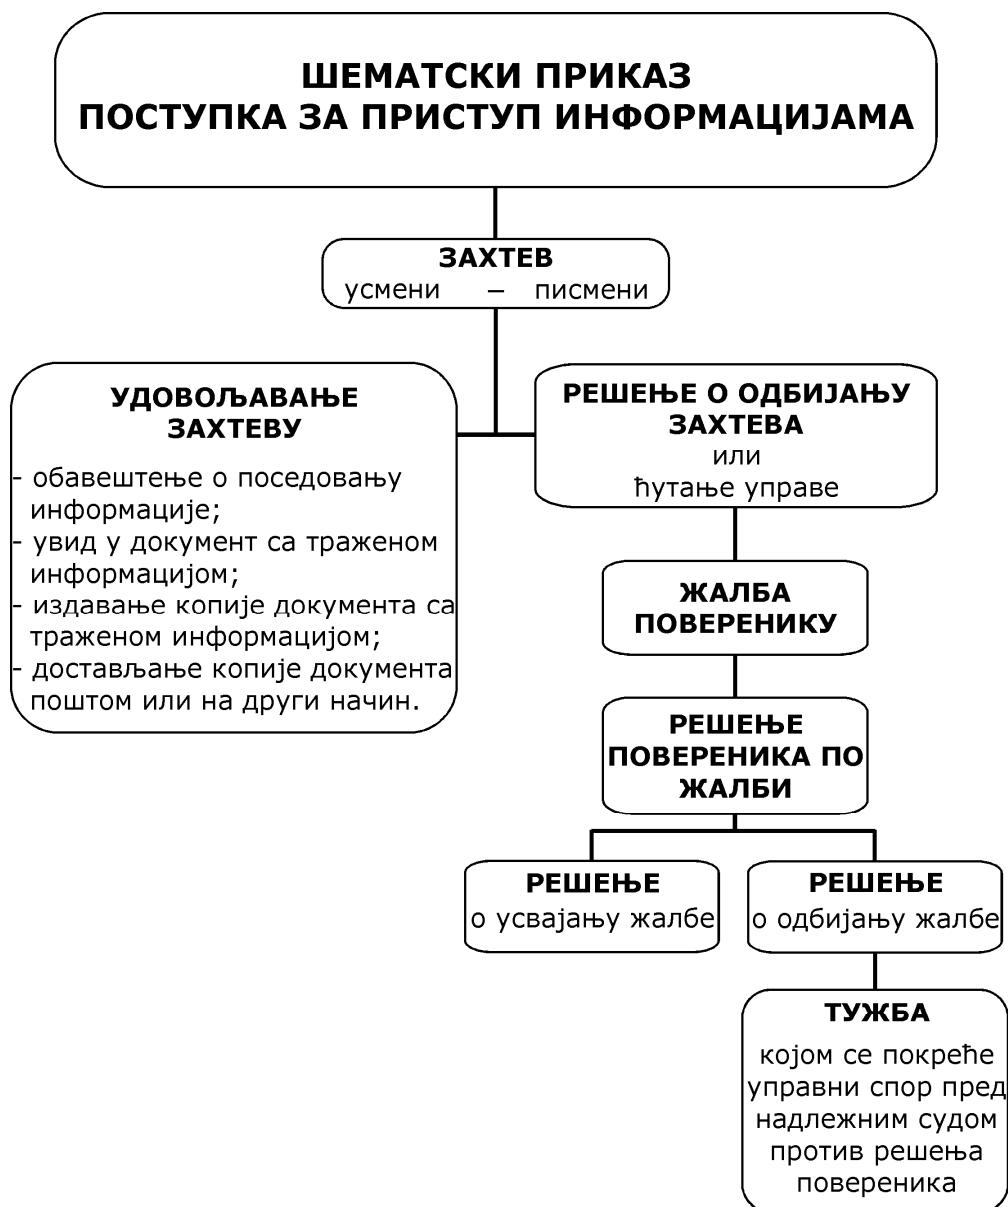 ШЕМАТСКИ ПРИКАЗ
ПОСТУПКА ЗА ПРИСТУП ИНФОРМАЦИЈАМА
ЗАХТЕВ
усмени – писмени
УДОВОЉАВАЊЕ
ЗАХТЕВУ
- обавештење о поседовању
информације;
- увид у документ са траженом
информацијом;
- издавање копије документа са
траженом информацијом;
- достављање копије документа
поштом или на други начин.
РЕШЕЊЕ О ОДБИЈАЊУ
ЗАХТЕВА
или
ћутање управе
ЖАЛБА
ПОВЕРЕНИКУ
РЕШЕЊЕ
ПОВЕРЕНИКА ПО
ЖАЛБИ
РЕШЕЊЕ
о усвајању жалбе
РЕШЕЊЕ
о одбијању жалбе
ТУЖБА
којом се покреће
управни спор пред
надлежним судом
против решења
повереника